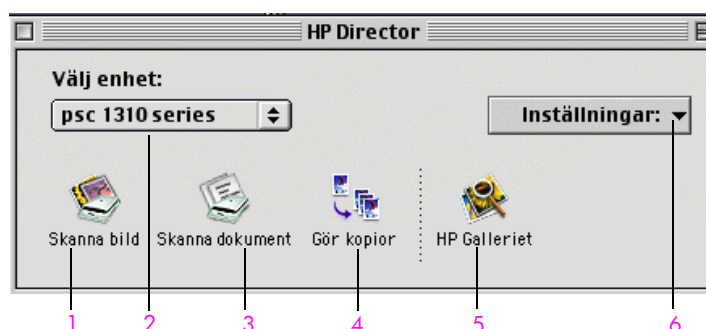 HP Director
Välj enhet:
psc 1310 series
Inställningar:
Skanna bild
Skanna dokument
Gör kopior
HP Galleriet
1 2 3 4 5 6